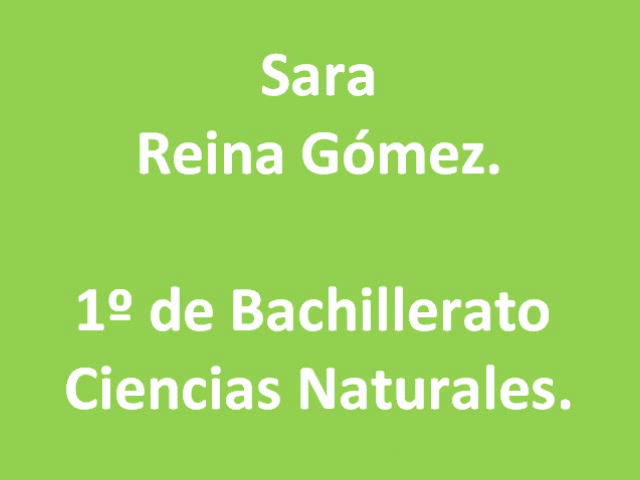 Sara
Reina Gómez.
1º de Bachillerato
Ciencias Naturales.